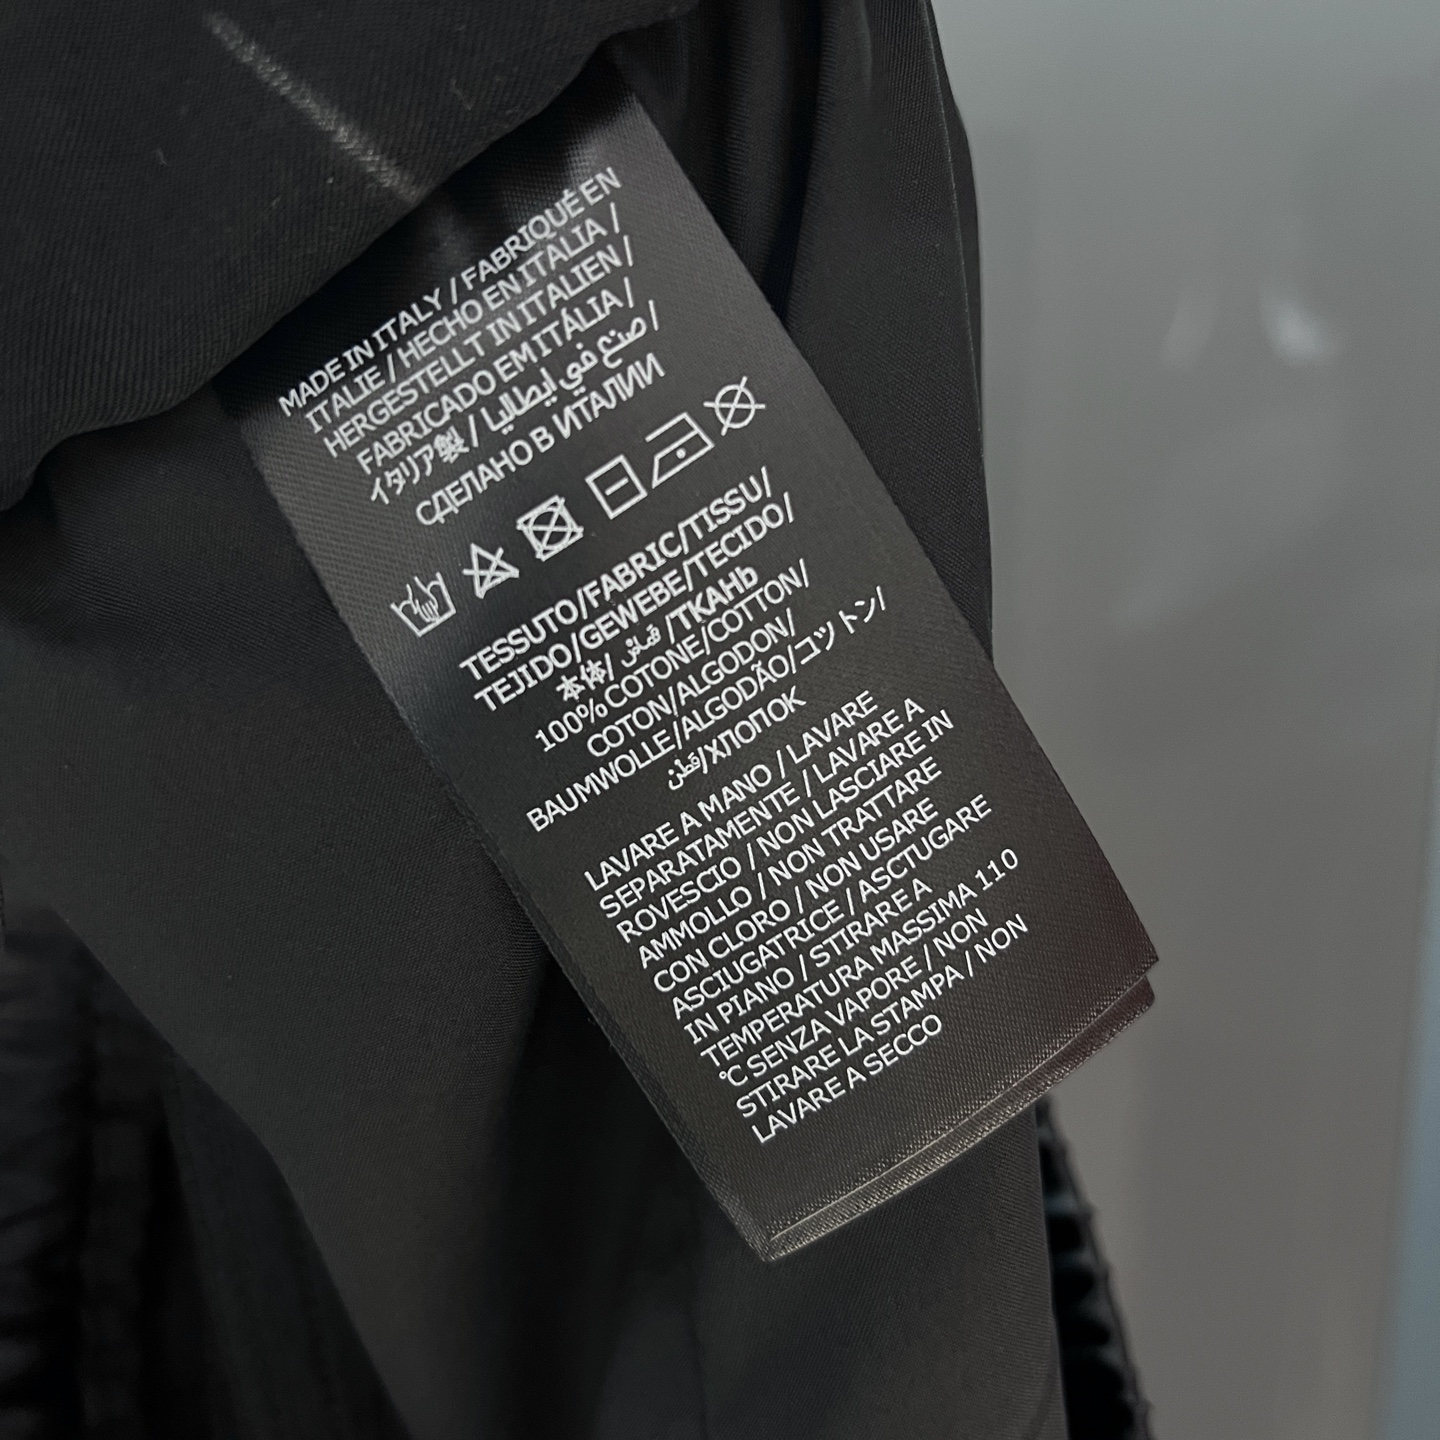 MADE IN ITALY / FABRIQUÉ EN
ITALIE / HECHO EN ITALIA /
HERGESTELLT IN ITALIEN /
FABRICADO EM ITÁLIA /
イタリア製 / صنع في ايطاليا /
СДЕЛАНО В ИТАЛИИ
TESSUTO/FABRIC/TISSU/
TEJIDO/GEWEBE/TECIDO/
本体/ قماش /ТКАНЬ
100%COTONE/COTTON/
COTON/ALGODON/
BAUMWOLLE/ALGODÃO/コットン/
قطن/ХЛОПОК
LAVARE A MANO / LAVARE
SEPARATAMENTE / LAVARE A
ROVESCIO / NON LASCIARE IN
AMMOLLO / NON TRATTARE
CON CLORO / NON USARE
ASCIUGATRICE / ASCTUGARE
IN PIANO / STIRARE A
TEMPERATURA MASSIMA 110
°C SENZA VAPORE / NON
STIRARE LA STAMPA / NON
LAVARE A SECCO